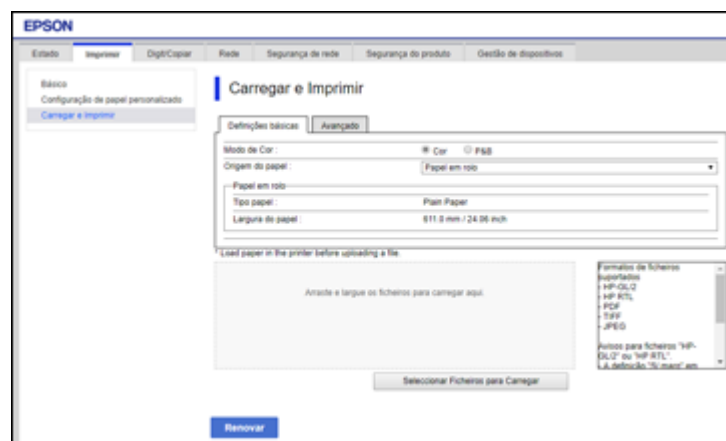 EPSON
Estado Imprimir Digit/Copiar Rede Segurança de rede Segurança do produto Gestão de dispositivos
Básico
Configuração de papel personalizado
Carregar e Imprimir
Carregar e Imprimir
Definições básicas Avançado
Modo de Cor : Cor P&B
Origem do papel : Papel em rolo
Papel em rolo
Tipo papel : Plain Paper
Largura do papel : 611.0 mm / 24.06 inch
* Load paper in the printer before uploading a file.
Arraste e largue os ficheiros para carregar aqui.
Formatos de ficheiros
suportados
- HP-GL/2
- HP RTL
- PDF
- TIFF
- JPEG
Avisos para ficheiros "HP-
GL/2" ou "HP RTL".
- A definição "S/ marg" em
Seleccionar Ficheiros para Carregar
Renovar